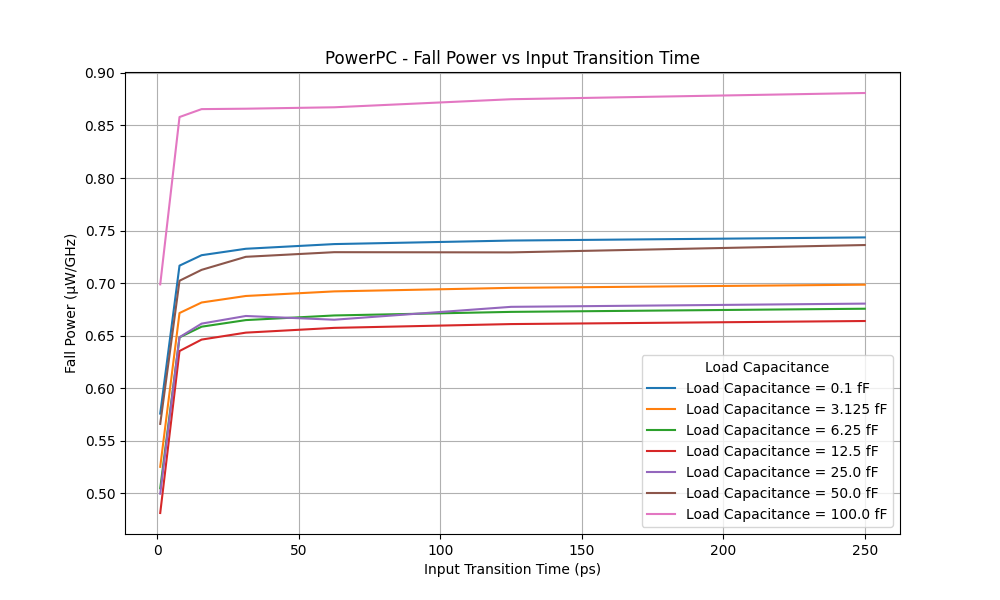 PowerPC - Fall Power vs Input Transition Time
Fall Power (μW/GHz)
0.90
0.85
0.80
0.75
0.70
0.65
0.60
0.55
0.50
Load Capacitance
Load Capacitance = 0.1 fF
Load Capacitance = 3.125 fF
Load Capacitance = 6.25 fF
Load Capacitance = 12.5 fF
Load Capacitance = 25.0 fF
Load Capacitance = 50.0 fF
Load Capacitance = 100.0 fF
0 50 100 150 200 250
Input Transition Time (ps)